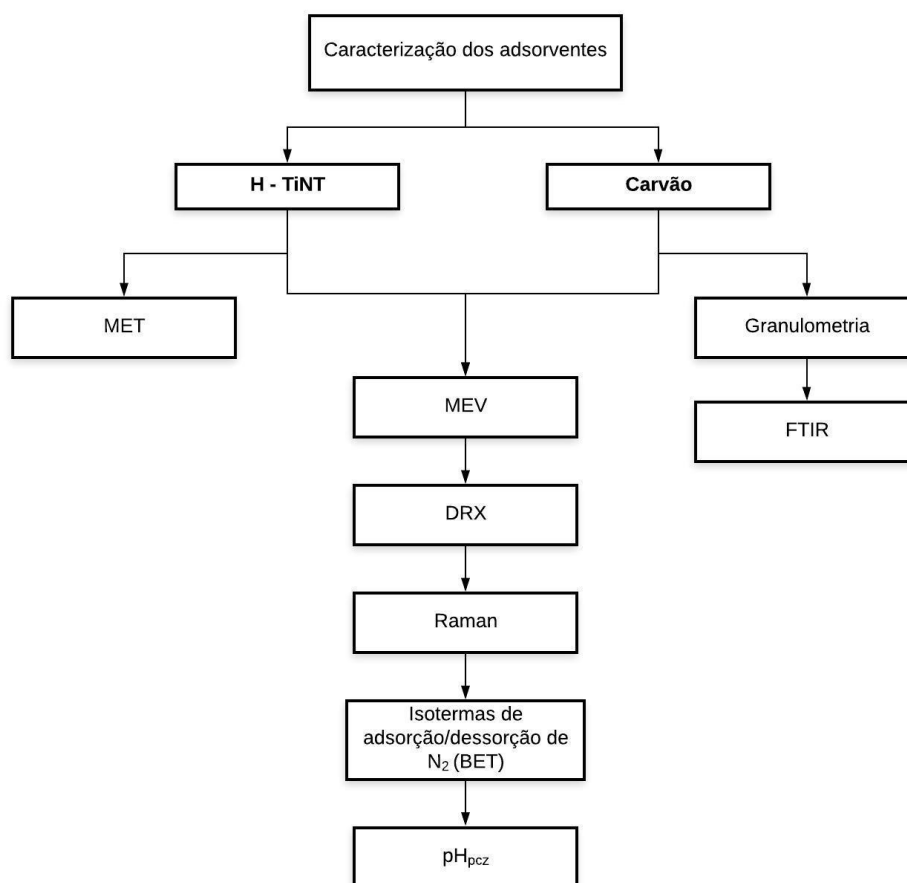 Caracterização dos adsorventes
H - TiNT
Carvão
MET
Granulometria
MEV
FTIR
DRX
Raman
Isotermas de
adsorção/dessorção de
N₂ (BET)
pHpcz